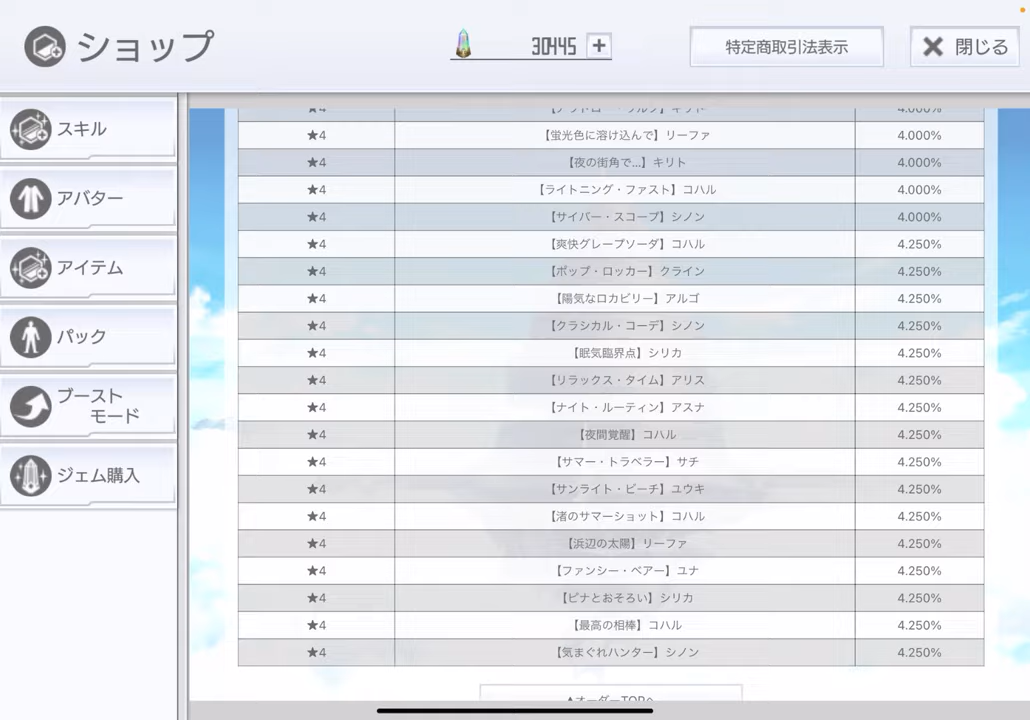 ショップ
30445 +
特定商取引法表示
閉じる
スキル
アバター
アイテム
パック
ブースト
モード
ジェム購入
★4 4.000%
★4 【蛍光色に溶け込んで】リーファ 4.000%
★4 【夜の街角で…】キリト 4.000%
★4 【ライトニング・ファスト】コハル 4.000%
★4 【サイバー・スコープ】シノン 4.000%
★4 【爽快グレープソーダ】コハル 4.250%
★4 【ポップ・ロッカー】クライン 4.250%
★4 【陽気なロカビリー】アルゴ 4.250%
★4 【クラシカル・コーデ】シノン 4.250%
★4 【眠気臨界点】シリカ 4.250%
★4 【リラックス・タイム】アリス 4.250%
★4 【ナイト・ルーティン】アスナ 4.250%
★4 【夜間覚醒】コハル 4.250%
★4 【サマー・トラベラー】サチ 4.250%
★4 【サンライト・ビーチ】ユウキ 4.250%
★4 【渚のサマーショット】コハル 4.250%
★4 【浜辺の太陽】リーファ 4.250%
★4 【ファンシー・ベアー】ユナ 4.250%
★4 【ピナとおそろい】シリカ 4.250%
★4 【最高の相棒】コハル 4.250%
★4 【気まぐれハンター】シノン 4.250%
▲オーダーTOPへ